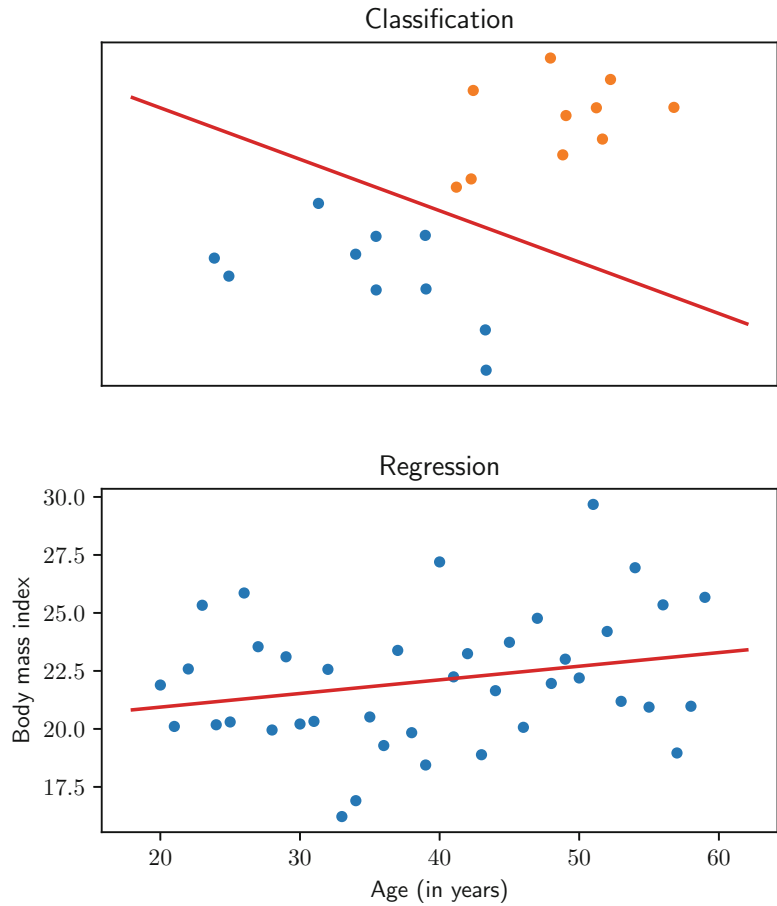 Classification
Regression
30.0
27.5
25.0
22.5
20.0
17.5
Body mass index
20 30 40 50 60
Age (in years)